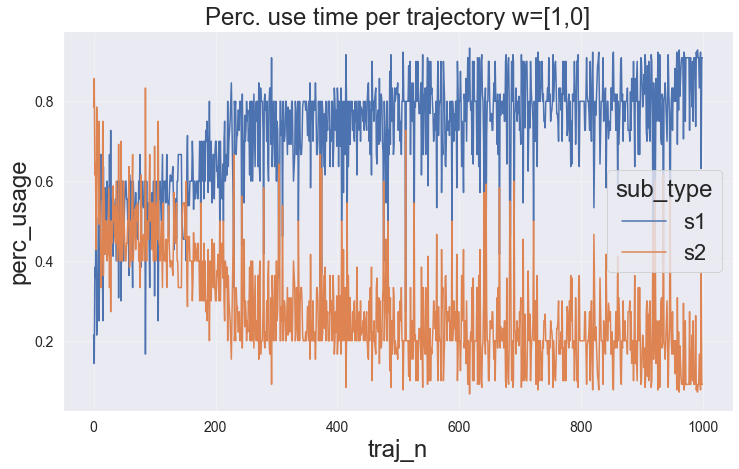 Perc. use time per trajectory w=[1,0]
perc_usage
0.8
0.6
0.4
0.2
sub_type
s1
s2
0 200 400 600 800 1000
traj_n